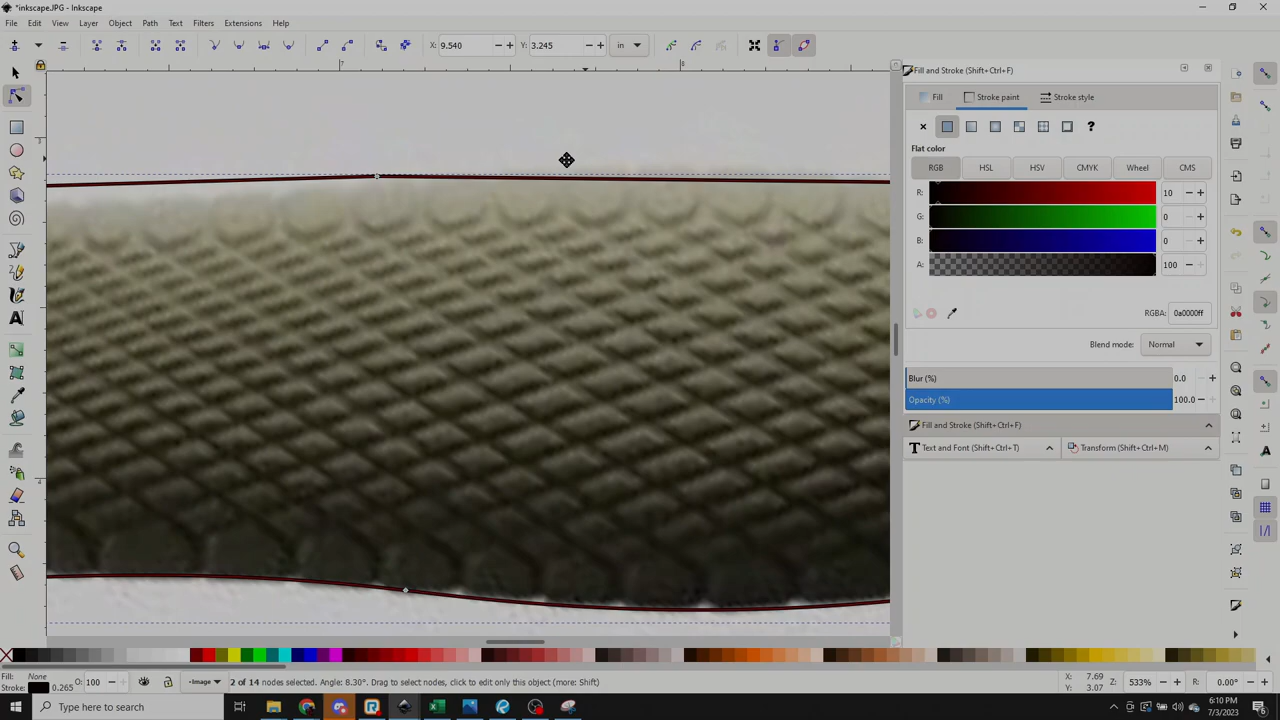 *inkscape.JPG - Inkscape
File Edit View Layer Object Path Text Filters Extensions Help
X: 9.540 Y: 3.245 in
7 8
Fill and Stroke (Shift+Ctrl+F)
Fill Stroke paint Stroke style
?
Flat color
RGB HSL HSV CMYK Wheel CMS
R: 10
G: 0
B: 0
A: 100
RGBA: 0a0000ff
Blend mode: Normal
Blur (%) 0.0
Opacity (%) 100.0
Fill and Stroke (Shift+Ctrl+F)
Text and Font (Shift+Ctrl+T) Transform (Shift+Ctrl+M)
3
4
Fill: None
Stroke: 0.265
O: 100
Image
2 of 14 nodes selected. Angle: 8.30°. Drag to select nodes, click to edit only this object (more: Shift)
X: 7.69
Y: 3.07
Z: 533%
R: 0.00°
Type here to search
6:10 PM
7/3/2023